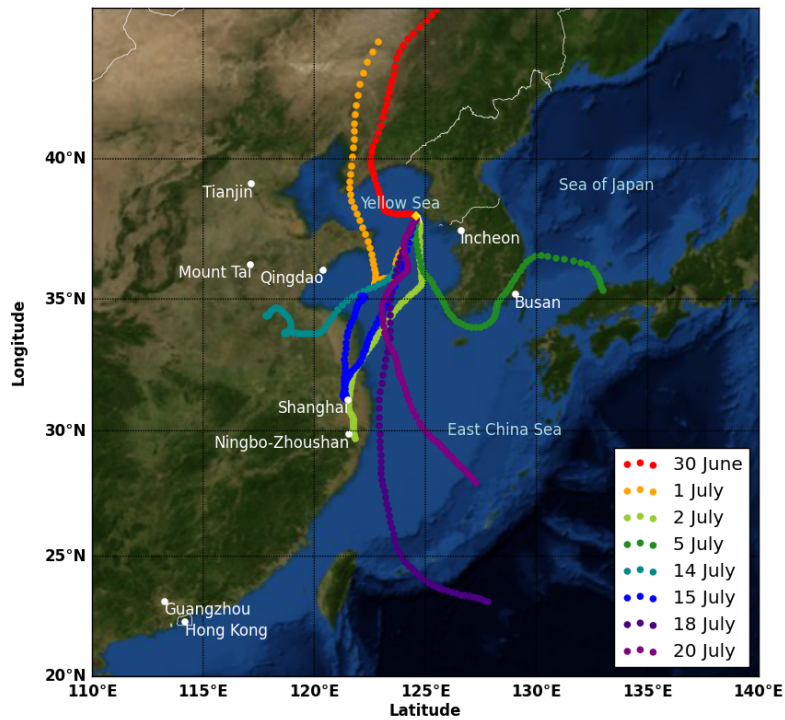 40°N
35°N
30°N
25°N
20°N
110°E
115°E
120°E
125°E
130°E
135°E
140°E
Longitude
Latitude
Tianjin
Yellow Sea
Sea of Japan
Incheon
Mount Tai
Qingdao
Busan
Shanghai
Ningbo-Zhoushan
East China Sea
Guangzhou
Hong Kong
30 June
1 July
2 July
5 July
14 July
15 July
18 July
20 July